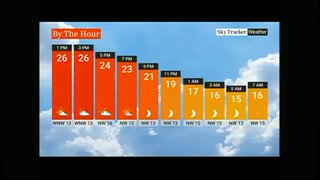 By The Hour
SkyTracker Weather
1 PM 3 PM 5 PM 7 PM 9 PM 11 PM 1 AM 3 AM 5 AM 7 AM
26 26 24 23 21 19 17 16 15 16
WNW 13 WNW 15 NW 16 NW 15 NW 13 NW 13 NW 15 NW 13 NW 13 NW 15